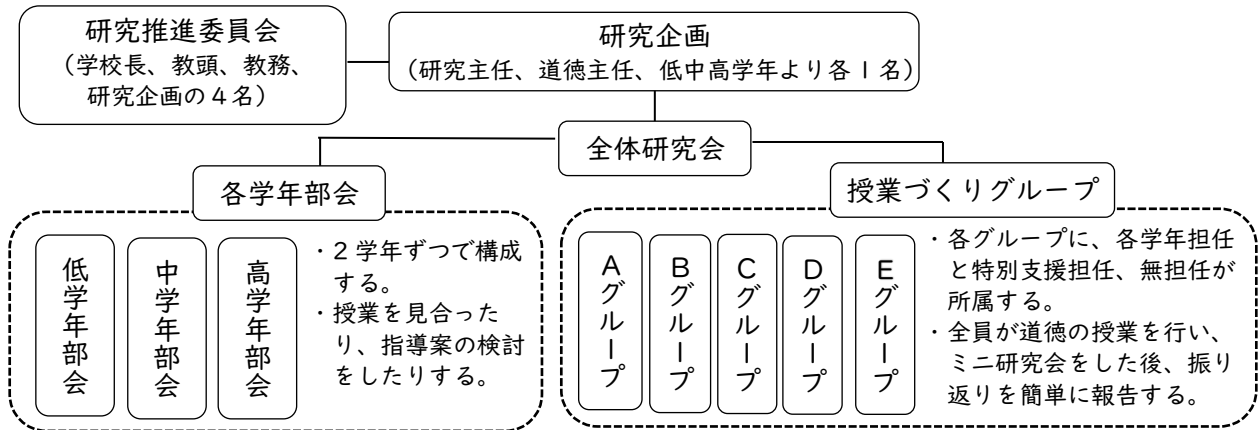 研究推進委員会
（学校長、教頭、教務、
研究企画の４名）
研究企画
（研究主任、道徳主任、低中高学年より各１名）
全体研究会
各学年部会
授業づくりグループ
低学年部会
中学年部会
高学年部会
・２学年ずつで構成
する。
・授業を見合った
り、指導案の検討
をしたりする。
Aグループ
Bグループ
Cグループ
Dグループ
Eグループ
・各グループに、各学年担任
と特別支援担任、無担任が
所属する。
・全員が道徳の授業を行い、
ミニ研究会をした後、振り
返りを簡単に報告する。